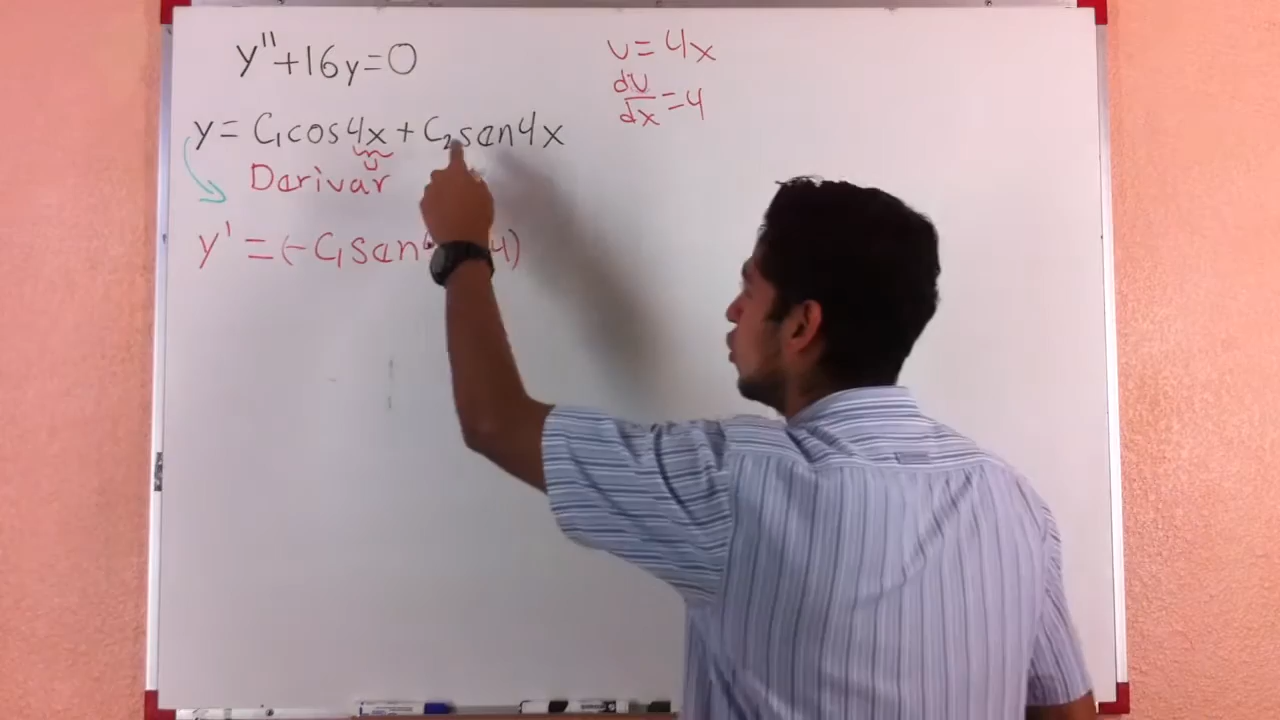 y''+16y=0
y= C₁cos4x + C₂sen4x
u
Derivar
y' = (-C₁sen 4)
u=4x
du/dx=4